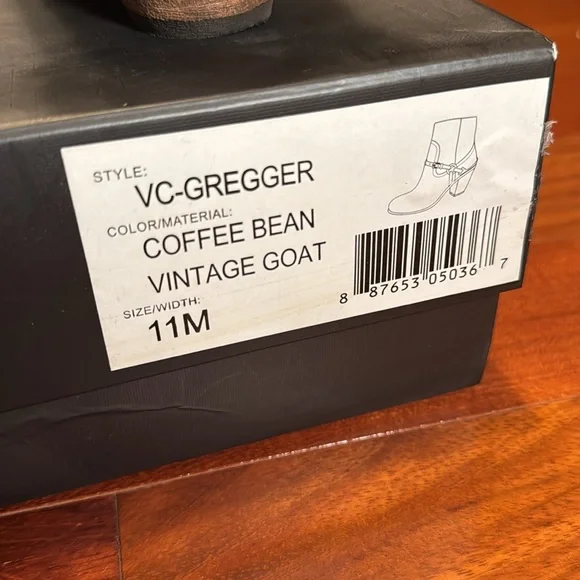 STYLE:
VC-GREGGER
COLOR/MATERIAL:
COFFEE BEAN
VINTAGE GOAT
SIZE/WIDTH:
11M
8 87653 05036 7